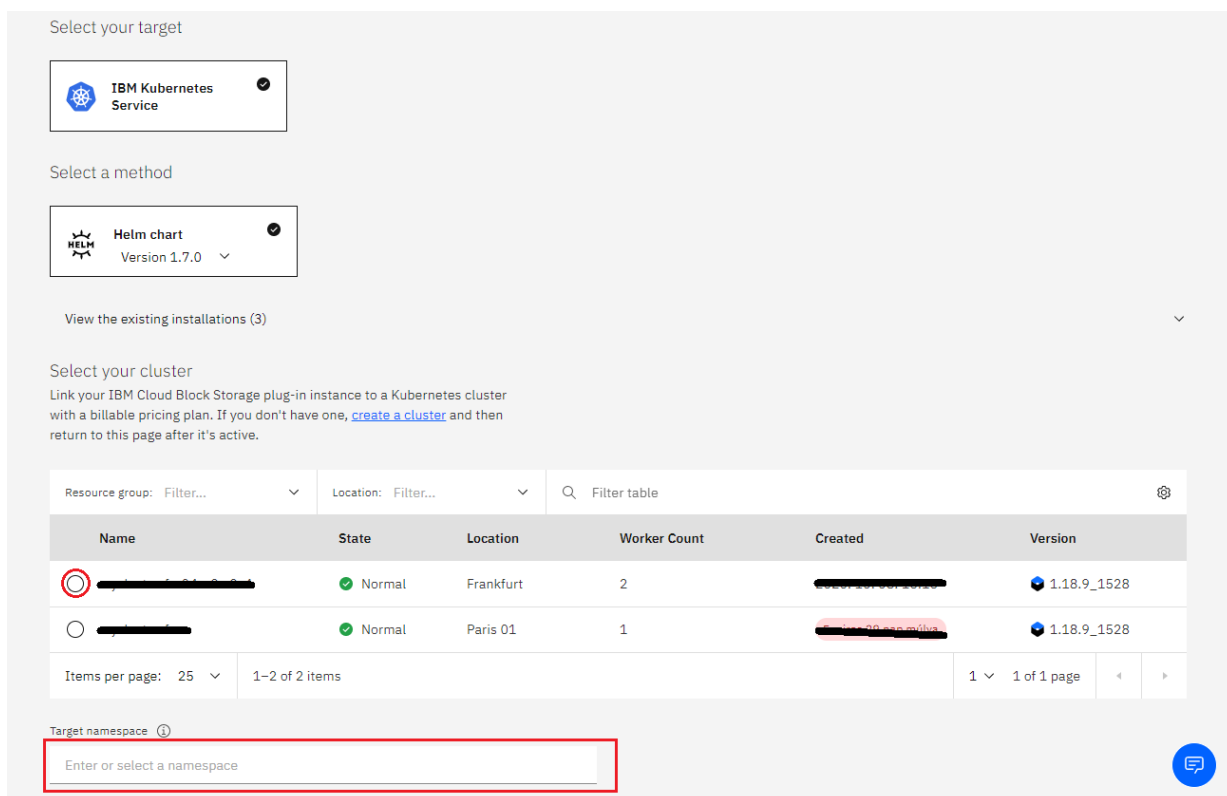 Select your target
IBM Kubernetes
Service
Select a method
HELM
Helm chart
Version 1.7.0
View the existing installations (3)
Select your cluster
Link your IBM Cloud Block Storage plug-in instance to a Kubernetes cluster
with a billable pricing plan. If you don't have one, create a cluster and then
return to this page after it's active.
Resource group: Filter... Location: Filter... Filter table
Name State Location Worker Count Created Version
Normal Frankfurt 2 1.18.9_1528
Normal Paris 01 1 1.18.9_1528
Items per page: 25 1–2 of 2 items 1 1 of 1 page
Target namespace
Enter or select a namespace